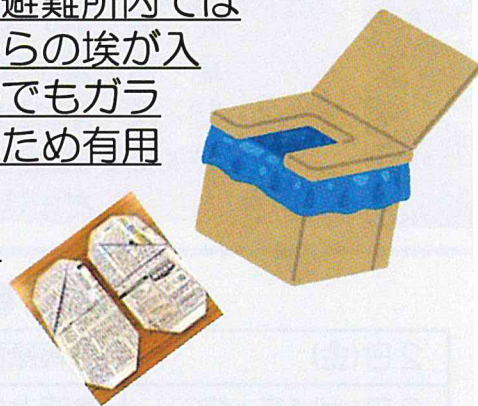 避難所内では
らの埃が入
でもガラ
ため有用